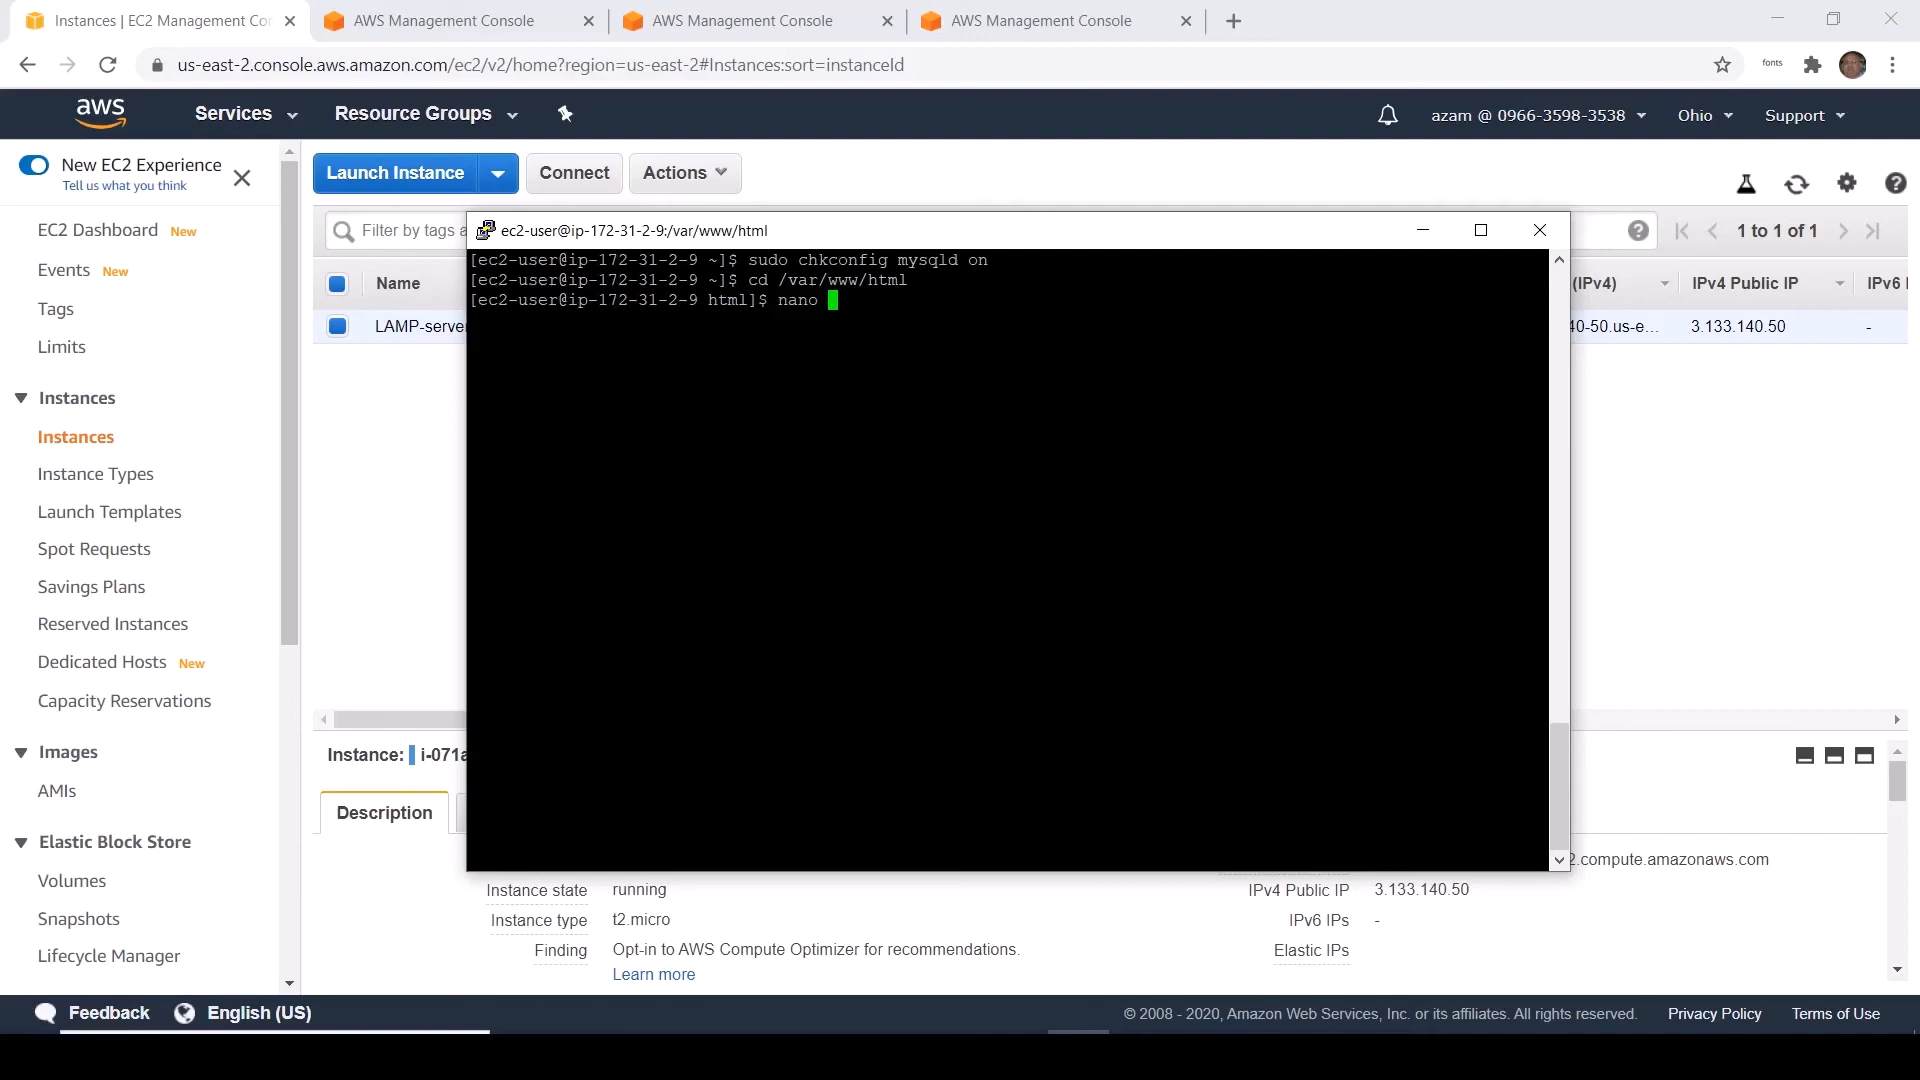 Instances | EC2 Management Con
AWS Management Console
AWS Management Console
AWS Management Console
us-east-2.console.aws.amazon.com/ec2/v2/home?region=us-east-2#Instances:sort=instanceId
fonts
aws
Services
Resource Groups
azam @ 0966-3598-3538
Ohio
Support
New EC2 Experience
Tell us what you think
Launch Instance
Connect
Actions
EC2 Dashboard New
Events New
Tags
Limits
Instances
Instances
Instance Types
Launch Templates
Spot Requests
Savings Plans
Reserved Instances
Dedicated Hosts New
Capacity Reservations
Images
AMIs
Elastic Block Store
Volumes
Snapshots
Lifecycle Manager
Filter by tags a
1 to 1 of 1
Name
(IPv4)
IPv4 Public IP
IPv6 I
LAMP-server
40-50.us-e...
3.133.140.50
-
ec2-user@ip-172-31-2-9:/var/www/html
[ec2-user@ip-172-31-2-9 ~]$ sudo chkconfig mysqld on
[ec2-user@ip-172-31-2-9 ~]$ cd /var/www/html
[ec2-user@ip-172-31-2-9 html]$ nano
Instance: i-071a
Description
2.compute.amazonaws.com
Instance state running
IPv4 Public IP 3.133.140.50
Instance type t2.micro
IPv6 IPs -
Finding Opt-in to AWS Compute Optimizer for recommendations.
Learn more
Elastic IPs
Feedback
English (US)
© 2008 - 2020, Amazon Web Services, Inc. or its affiliates. All rights reserved.
Privacy Policy
Terms of Use